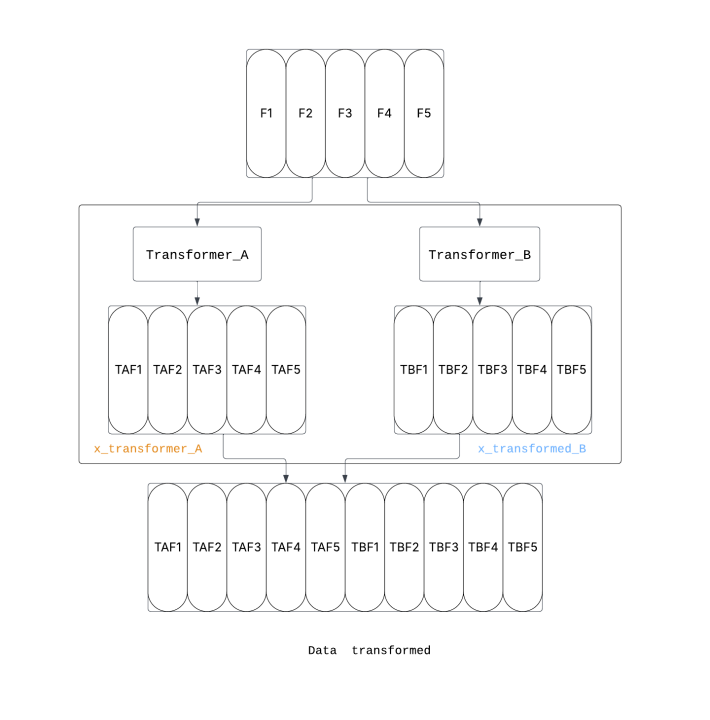 F1 F2 F3 F4 F5
Transformer_A Transformer_B
TAF1 TAF2 TAF3 TAF4 TAF5 TBF1 TBF2 TBF3 TBF4 TBF5
x_transformer_A x_transformed_B
TAF1 TAF2 TAF3 TAF4 TAF5 TBF1 TBF2 TBF3 TBF4 TBF5
Data transformed